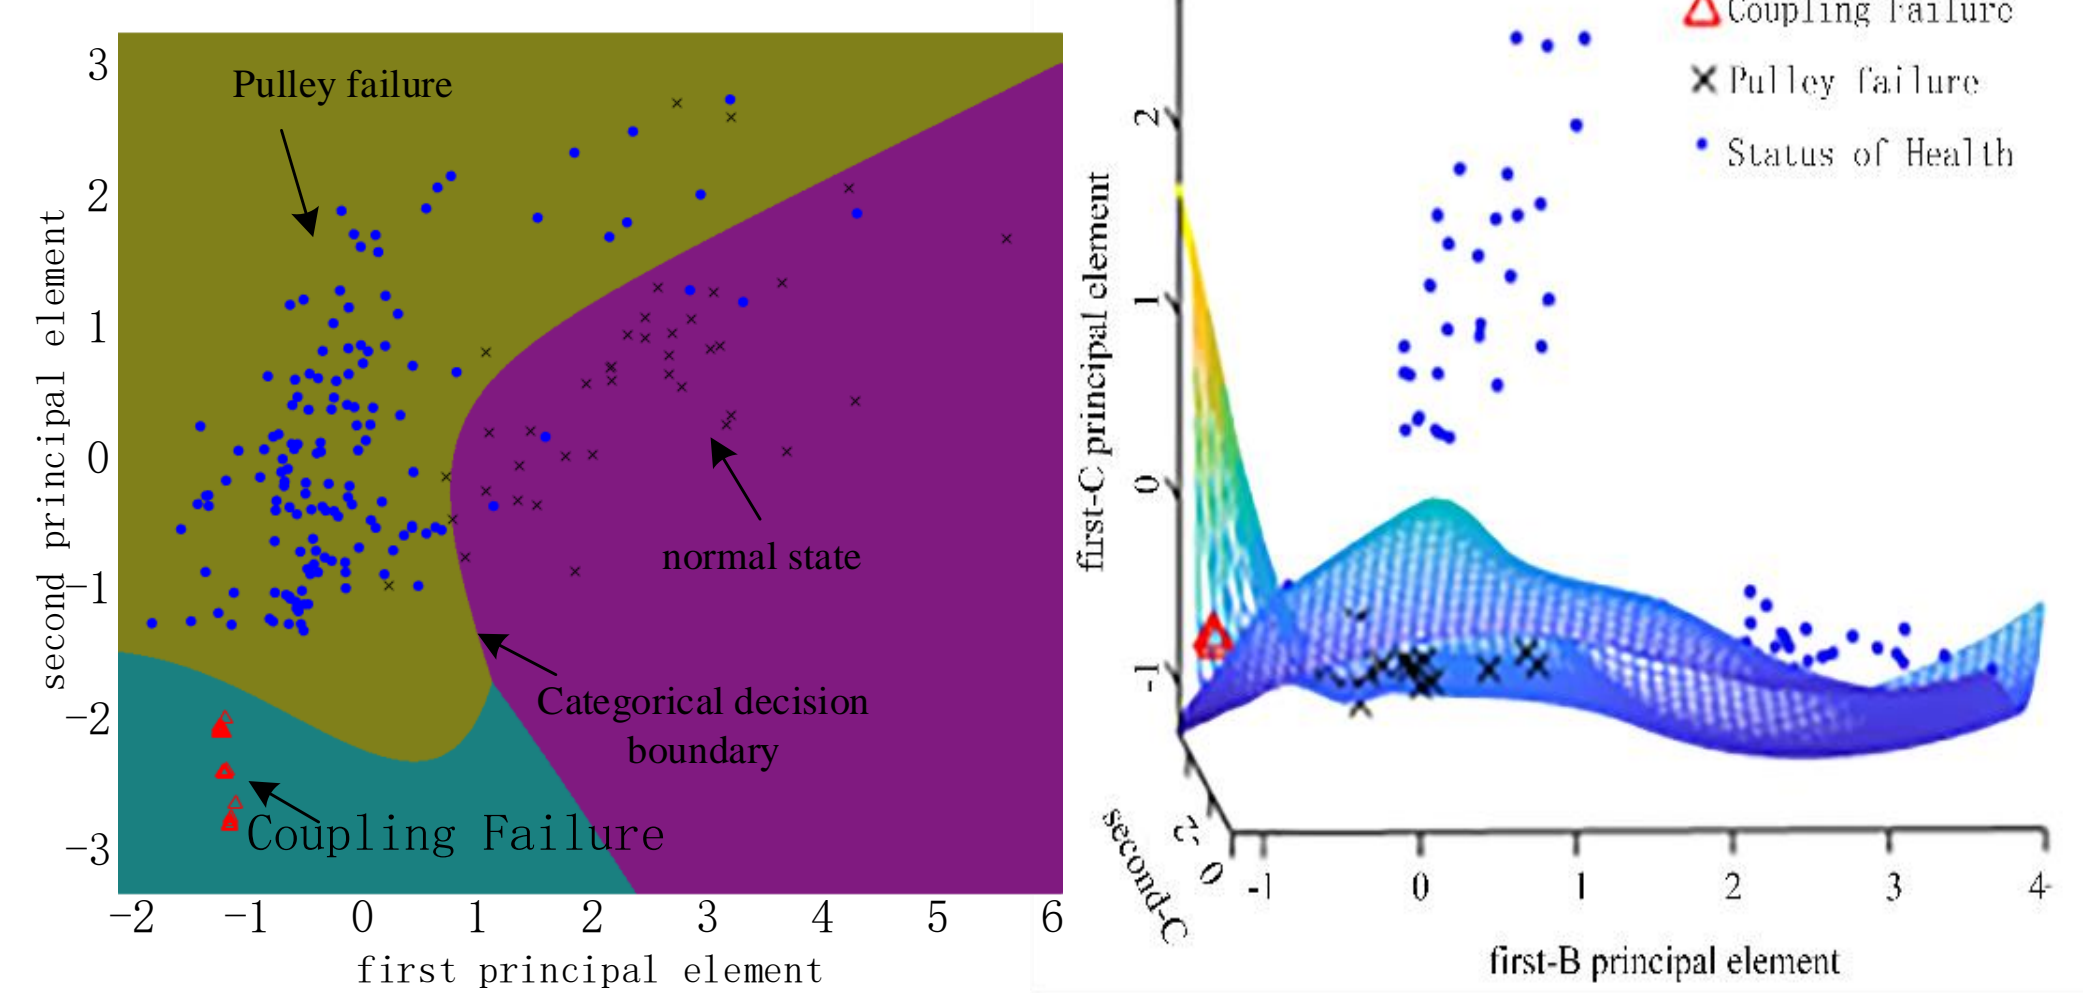 3
2
1
0
-1
-2
-3
second principal element
Pulley failure
normal state
Categorical decision
boundary
Coupling Failure
-2 -1 0 1 2 3 4 5 6
first principal element
Coupling Failure
Pulley failure
Status of Health
2
1
0
-1
first-C principal element
second-C
0
-1 0 1 2 3 4
first-B principal element